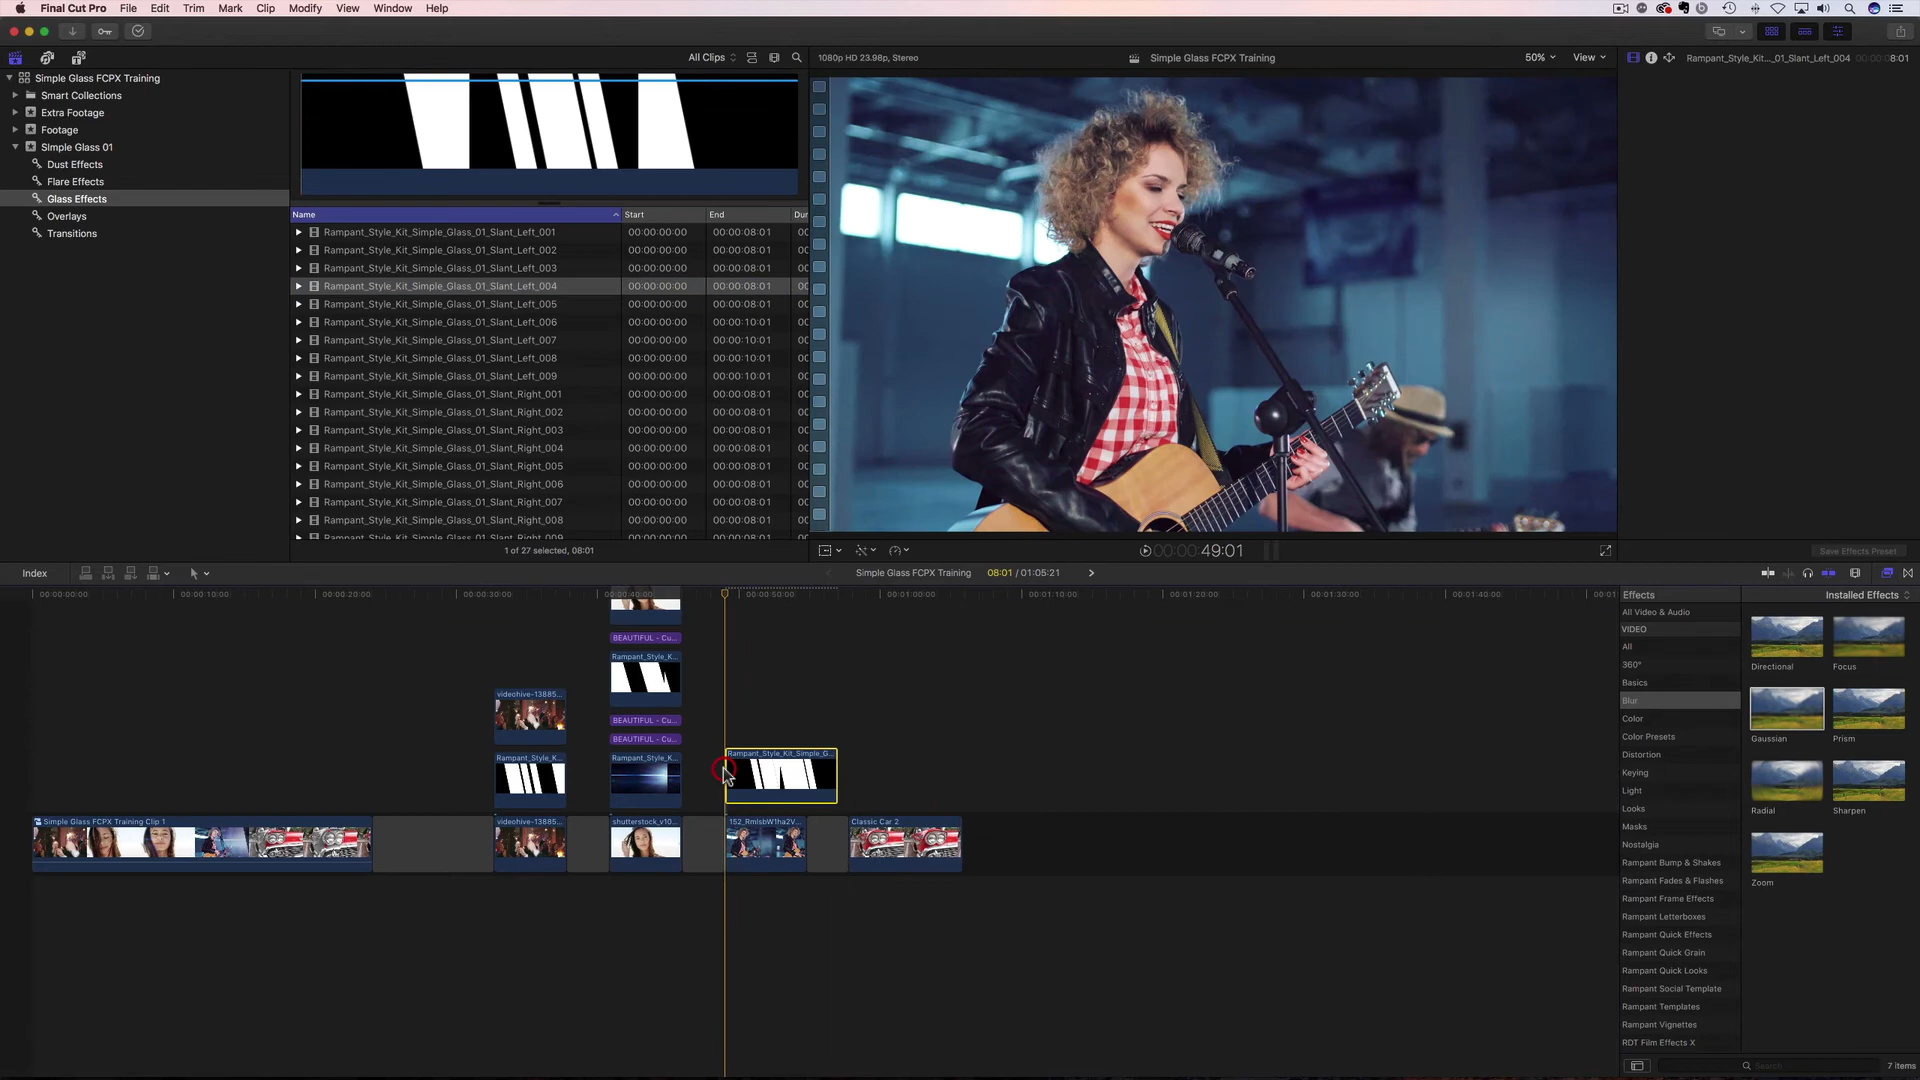 Final Cut Pro File Edit Trim Mark Clip Modify View Window Help
All Clips
1080p HD 23.98p, Stereo
Simple Glass FCPX Training
50%
View
Rampant_Style_Kit..._01_Slant_Left_004
8:01
Simple Glass FCPX Training
Smart Collections
Extra Footage
Footage
SImple Glass 01
Dust Effects
Flare Effects
Glass Effects
Overlays
Transitions
Name Start End Dur
Rampant_Style_Kit_Simple_Glass_01_Slant_Left_001 00:00:00:00 00:00:08:01 00
Rampant_Style_Kit_Simple_Glass_01_Slant_Left_002 00:00:00:00 00:00:08:01 00
Rampant_Style_Kit_Simple_Glass_01_Slant_Left_003 00:00:00:00 00:00:08:01 00
Rampant_Style_Kit_Simple_Glass_01_Slant_Left_004 00:00:00:00 00:00:08:01 00
Rampant_Style_Kit_Simple_Glass_01_Slant_Left_005 00:00:00:00 00:00:08:01 00
Rampant_Style_Kit_Simple_Glass_01_Slant_Left_006 00:00:00:00 00:00:10:01 00
Rampant_Style_Kit_Simple_Glass_01_Slant_Left_007 00:00:00:00 00:00:10:01 00
Rampant_Style_Kit_Simple_Glass_01_Slant_Left_008 00:00:00:00 00:00:10:01 00
Rampant_Style_Kit_Simple_Glass_01_Slant_Left_009 00:00:00:00 00:00:10:01 00
Rampant_Style_Kit_Simple_Glass_01_Slant_Right_001 00:00:00:00 00:00:08:01 00
Rampant_Style_Kit_Simple_Glass_01_Slant_Right_002 00:00:00:00 00:00:08:01 00
Rampant_Style_Kit_Simple_Glass_01_Slant_Right_003 00:00:00:00 00:00:08:01 00
Rampant_Style_Kit_Simple_Glass_01_Slant_Right_004 00:00:00:00 00:00:08:01 00
Rampant_Style_Kit_Simple_Glass_01_Slant_Right_005 00:00:00:00 00:00:08:01 00
Rampant_Style_Kit_Simple_Glass_01_Slant_Right_006 00:00:00:00 00:00:08:01 00
Rampant_Style_Kit_Simple_Glass_01_Slant_Right_007 00:00:00:00 00:00:08:01 00
Rampant_Style_Kit_Simple_Glass_01_Slant_Right_008 00:00:00:00 00:00:08:01 00
1 of 27 selected, 08:01
00:00:49:01
Save Effects Preset
Index
Simple Glass FCPX Training
08:01 / 01:05:21
00:00:00:00 00:00:10:00 00:00:20:00 00:00:30:00 00:00:40:00 00:00:50:00 00:01:00:00 00:01:10:00 00:01:20:00 00:01:30:00 00:01:40:00
BEAUTIFUL - Cu...
Rampant_Style_K...
videohive-13885...
BEAUTIFUL - Cu...
BEAUTIFUL - Cu...
Rampant_Style_K...
Rampant_Style_K...
Rampant_Style_Kit_Simple_G...
Simple Glass FCPX Training Clip 1
videohive-13885...
shutterstock_v10...
152_RmlsbW1ha2V...
Classic Car 2
Effects
Installed Effects
All Video & Audio
VIDEO
All
360°
Basics
Blur
Color
Color Presets
Distortion
Keying
Light
Looks
Masks
Nostalgia
Rampant Bump & Shakes
Rampant Fades & Flashes
Rampant Frame Effects
Rampant Letterboxes
Rampant Quick Effects
Rampant Quick Grain
Rampant Quick Looks
Rampant Social Template
Rampant Templates
Rampant Vignettes
RDT Film Effects X
Directional
Focus
Gaussian
Prism
Radial
Sharpen
Zoom
Search
7 items